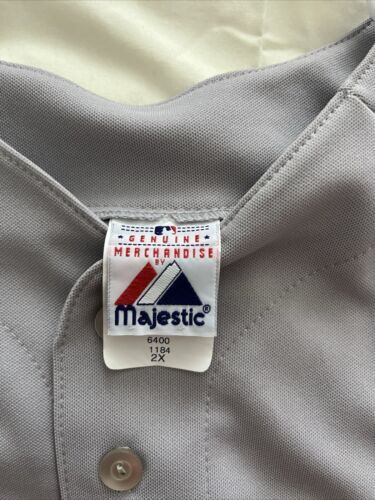 GENUINE
MERCHANDISE
BY
Majestic®
6400
1184
2X